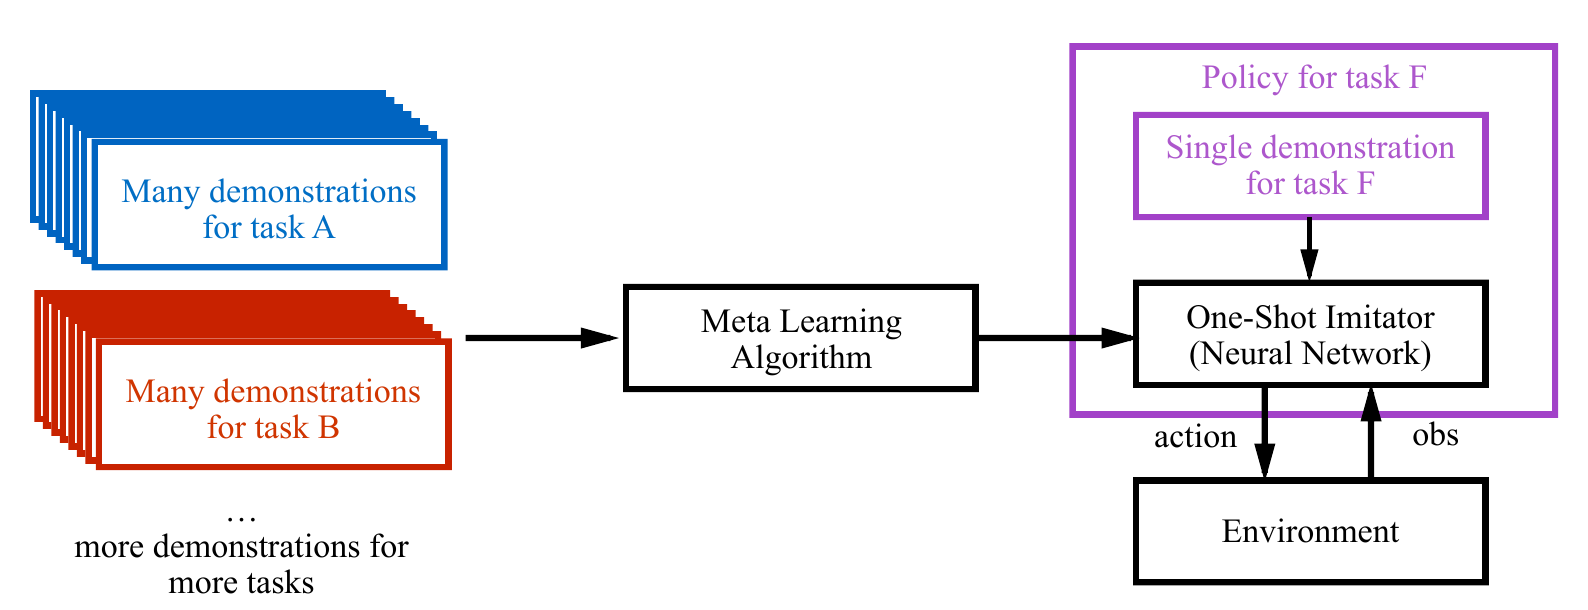 Many demonstrations
for task A
Many demonstrations
for task B
…
more demonstrations for
more tasks
Meta Learning
Algorithm
Policy for task F
Single demonstration
for task F
One-Shot Imitator
(Neural Network)
action
obs
Environment